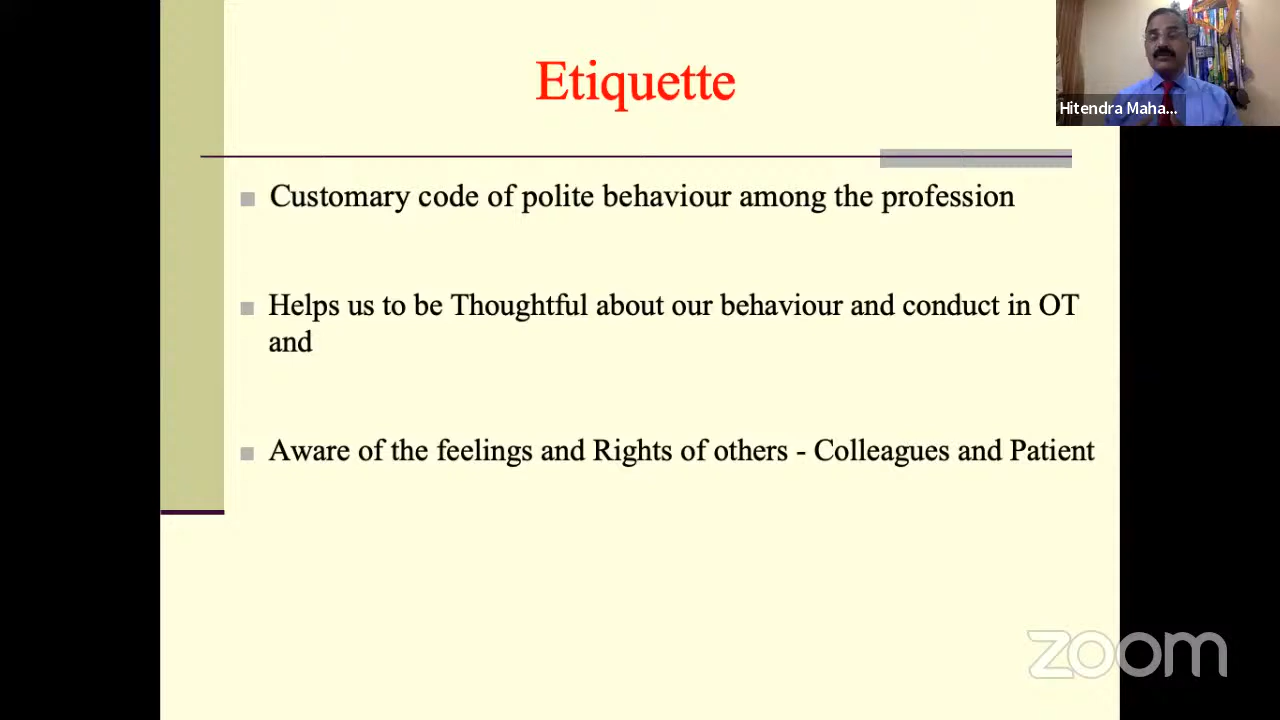 Etiquette
Hitendra Maha...
Customary code of polite behaviour among the profession
Helps us to be Thoughtful about our behaviour and conduct in OT
and
Aware of the feelings and Rights of others - Colleagues and Patient
zoom